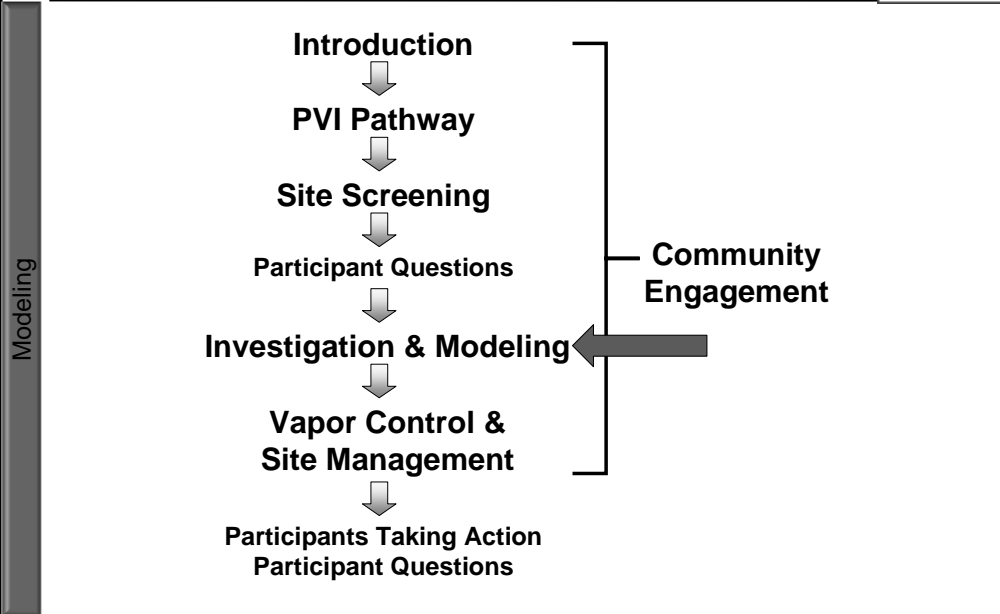 Introduction
PVI Pathway
Site Screening
Participant Questions
Investigation & Modeling
Vapor Control &
Site Management
Participants Taking Action
Participant Questions
Community
Engagement
Modeling